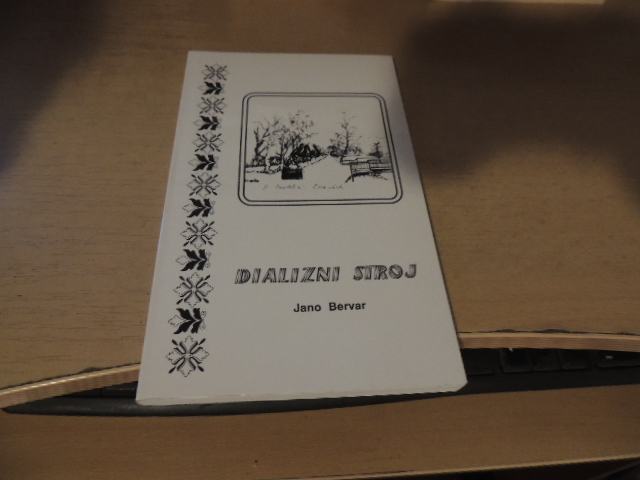 DIALIZNI STROJ
Jano Bervar